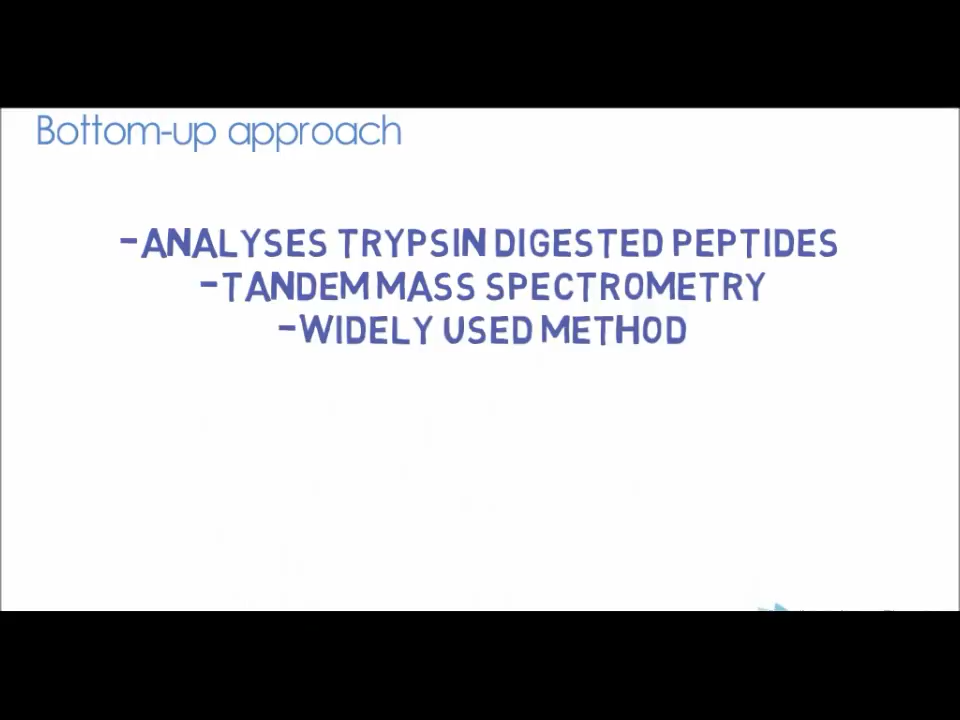 Bottom-up approach
-ANALYSES TRYPSIN DIGESTED PEPTIDES
-TANDEM MASS SPECTROMETRY
-WIDELY USED METHOD